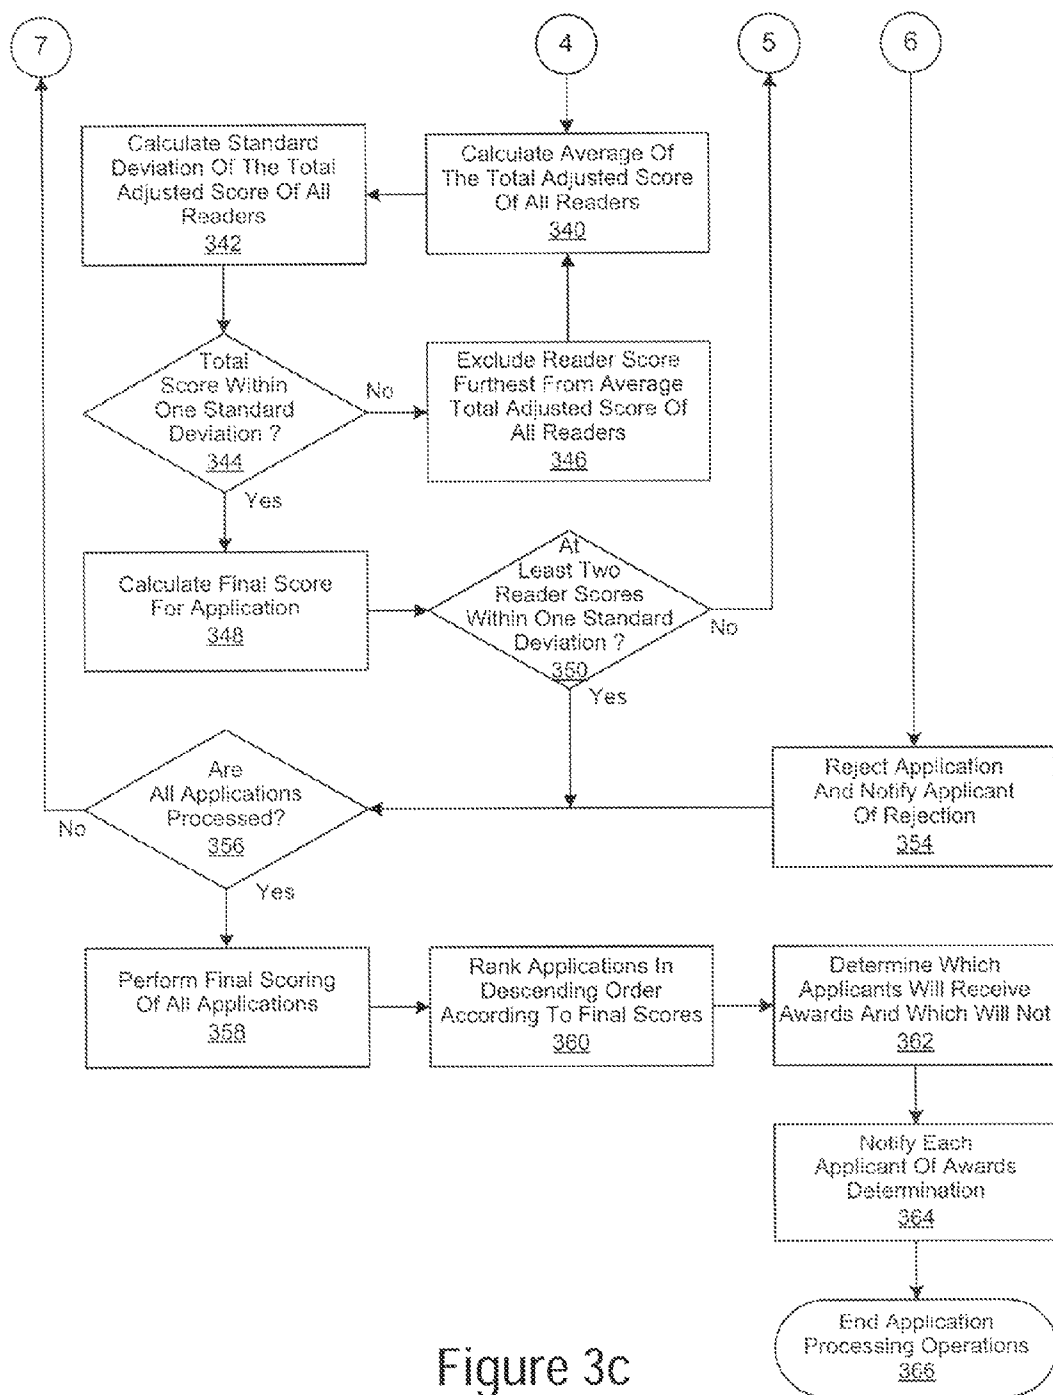 7
4
5
6
Calculate Standard
Deviation Of The Total
Adjusted Score Of All
Readers
342
Calculate Average Of
The Total Adjusted Score
Of All Readers
340
Total
Score Within
One Standard
Deviation ?
344
No
Yes
Exclude Reader Score
Furthest From Average
Total Adjusted Score Of
All Readers
346
Calculate Final Score
For Application
348
At
Least Two
Reader Scores
Within One Standard
Deviation ?
350
No
Yes
Are
All Applications
Processed?
356
No
Yes
Reject Application
And Notify Applicant
Of Rejection
354
Perform Final Scoring
Of All Applications
358
Rank Applications In
Descending Order
According To Final Scores
360
Determine Which
Applicants Will Receive
Awards And Which Will Not
362
Notify Each
Applicant Of Awards
Determination
364
End Application
Processing Operations
366
Figure 3c